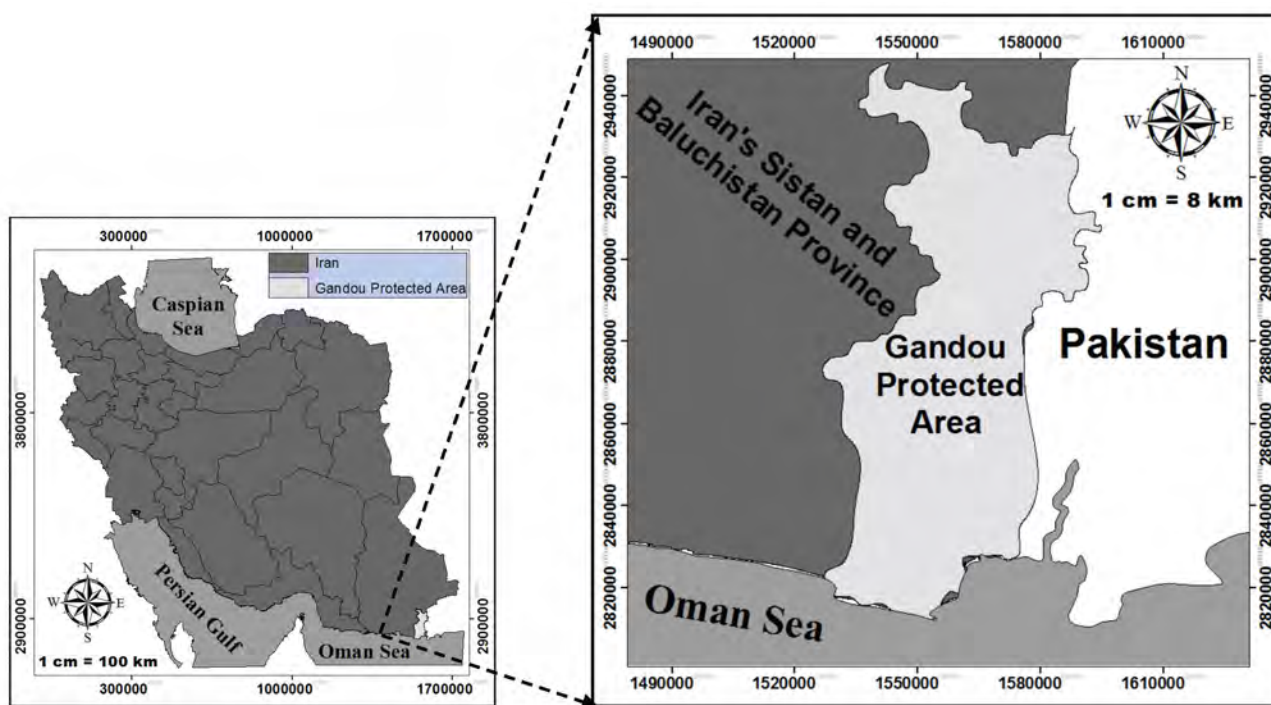 300000 1000000 1700000
Iran
Gandou Protected Area
Caspian
Sea
3800000 3800000
Persian Gulf
N
W E
S
2900000 2900000
Oman Sea
1 cm = 100 km
300000 1000000 1700000
1490000 1520000 1550000 1580000 1610000
N
W E
S
1 cm = 8 km
Iran's Sistan and
Baluchistan Province
Gandou
Protected
Area
Pakistan
Oman Sea
2940000 2940000
2920000 2920000
2900000 2900000
2880000 2880000
2860000 2860000
2840000 2840000
2820000 2820000
1490000 1520000 1550000 1580000 1610000